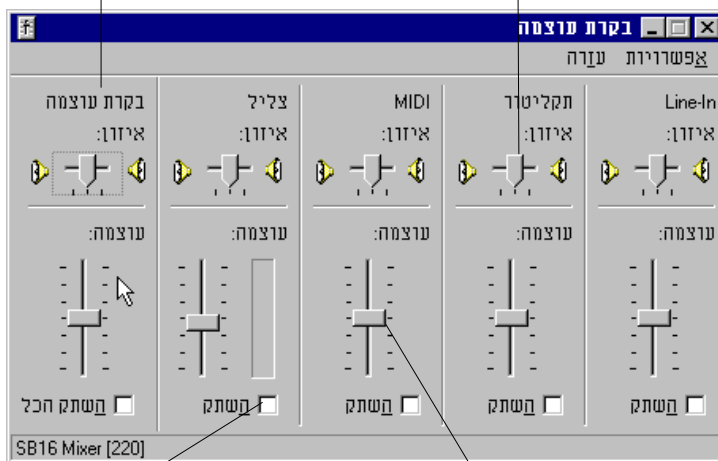 בקרת עוצמה
אפשרויות עזרה
בקרת עוצמה צליל MIDI תקליטור Line-In
איזון: איזון: איזון: איזון: איזון:
עוצמה: עוצמה: עוצמה: עוצמה: עוצמה:
השתק הכל השתק השתק השתק השתק
SB16 Mixer [220]